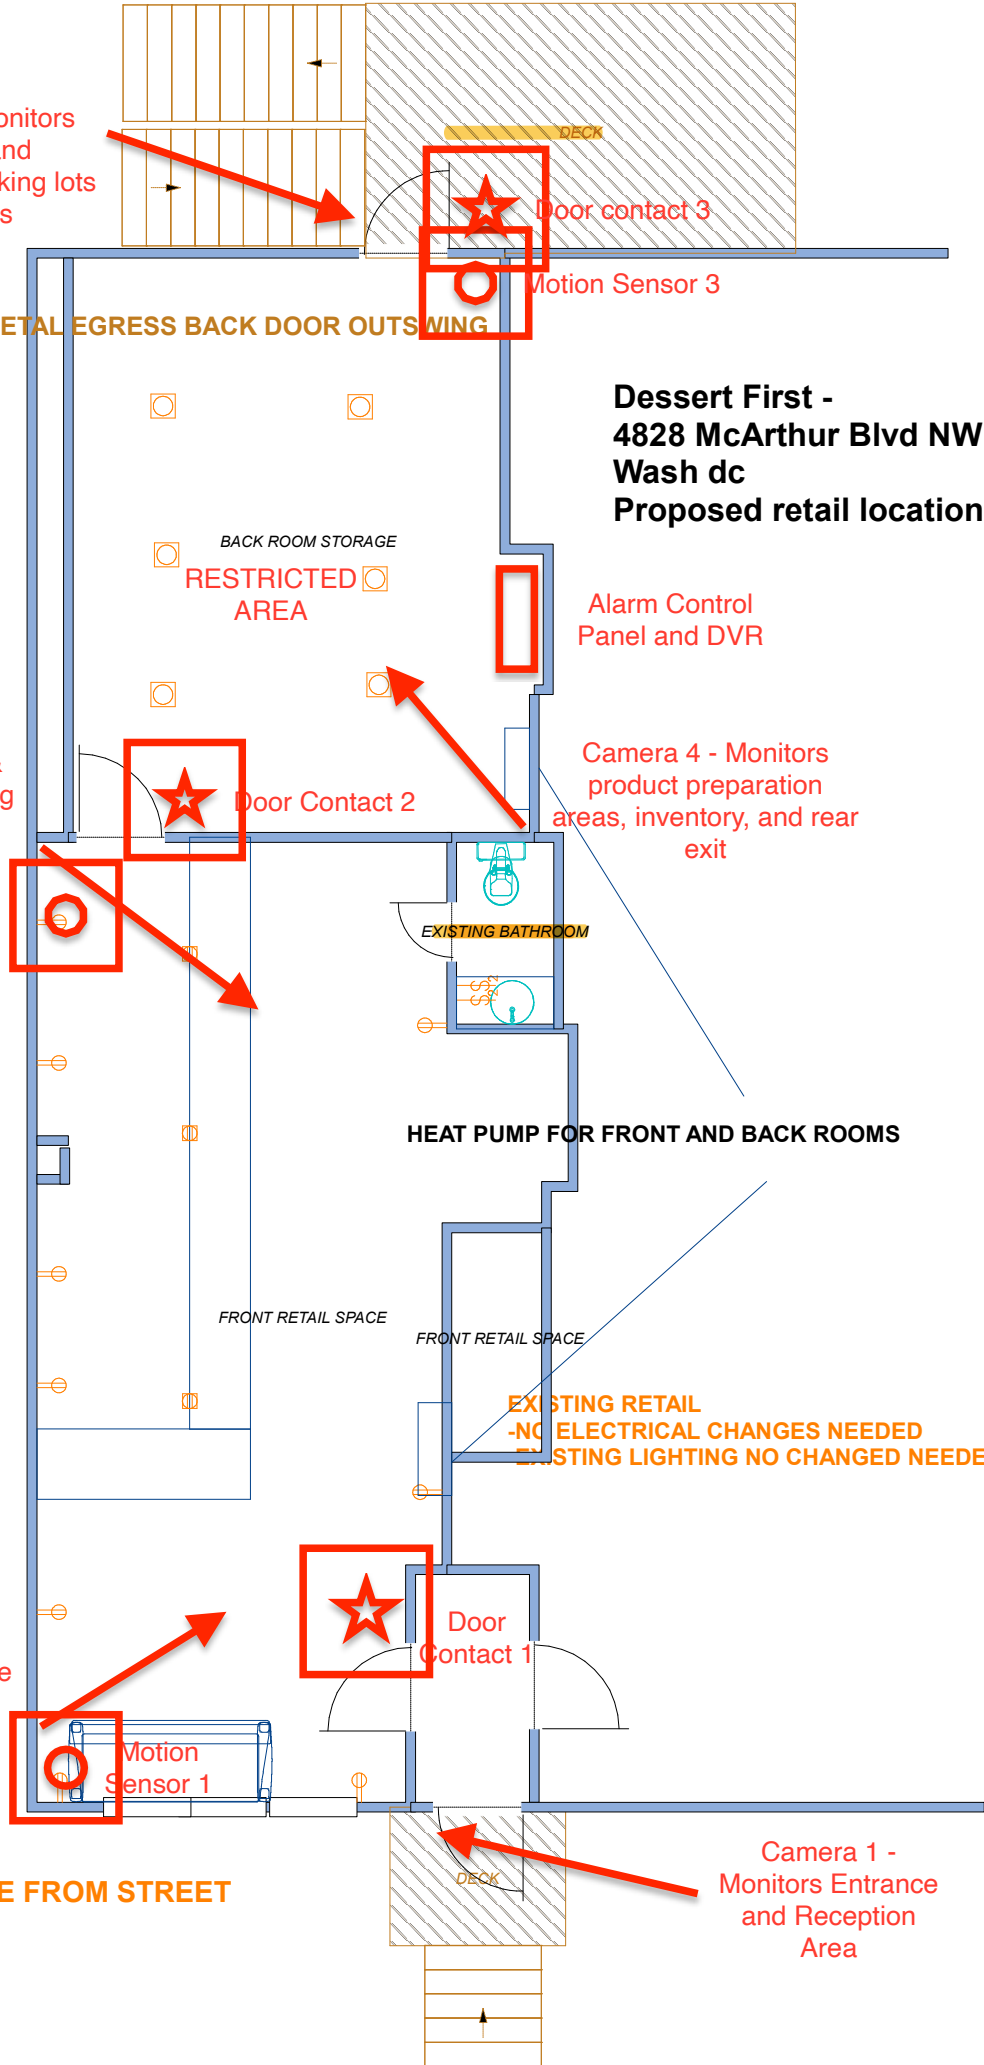 onitors
and
king lots
s
DECK
Door contact 3
Motion Sensor 3
ETAL EGRESS BACK DOOR OUTSWING
Dessert First -
4828 McArthur Blvd NW
Wash dc
Proposed retail location
BACK ROOM STORAGE
RESTRICTED
AREA
Alarm Control
Panel and DVR
Camera 4 - Monitors
product preparation
areas, inventory, and rear
exit
&
g
Door Contact 2
EXISTING BATHROOM
S2
S2
HEAT PUMP FOR FRONT AND BACK ROOMS
FRONT RETAIL SPACE
FRONT RETAIL SPACE
EXISTING RETAIL
-NO ELECTRICAL CHANGES NEEDED
EXISTING LIGHTING NO CHANGED NEEDE
Door
Contact 1
e
Motion
Sensor 1
E FROM STREET
DECK
Camera 1 -
Monitors Entrance
and Reception
Area